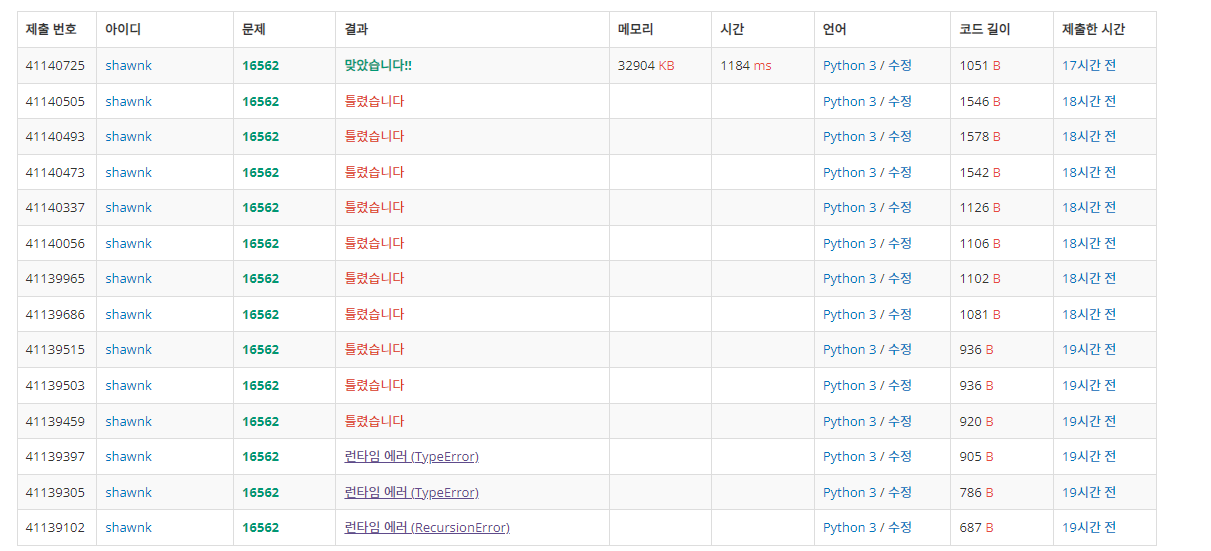 제출 번호 아이디 문제 결과 메모리 시간 언어 코드 길이 제출한 시간
41140725 shawnk 16562 맞았습니다!! 32904 KB 1184 ms Python 3 / 수정 1051 B 17시간 전
41140505 shawnk 16562 틀렸습니다 Python 3 / 수정 1546 B 18시간 전
41140493 shawnk 16562 틀렸습니다 Python 3 / 수정 1578 B 18시간 전
41140473 shawnk 16562 틀렸습니다 Python 3 / 수정 1542 B 18시간 전
41140337 shawnk 16562 틀렸습니다 Python 3 / 수정 1126 B 18시간 전
41140056 shawnk 16562 틀렸습니다 Python 3 / 수정 1106 B 18시간 전
41139965 shawnk 16562 틀렸습니다 Python 3 / 수정 1102 B 18시간 전
41139686 shawnk 16562 틀렸습니다 Python 3 / 수정 1081 B 18시간 전
41139515 shawnk 16562 틀렸습니다 Python 3 / 수정 936 B 19시간 전
41139503 shawnk 16562 틀렸습니다 Python 3 / 수정 936 B 19시간 전
41139459 shawnk 16562 틀렸습니다 Python 3 / 수정 920 B 19시간 전
41139397 shawnk 16562 런타임 에러 (TypeError) Python 3 / 수정 905 B 19시간 전
41139305 shawnk 16562 런타임 에러 (TypeError) Python 3 / 수정 786 B 19시간 전
41139102 shawnk 16562 런타임 에러 (RecursionError) Python 3 / 수정 687 B 19시간 전